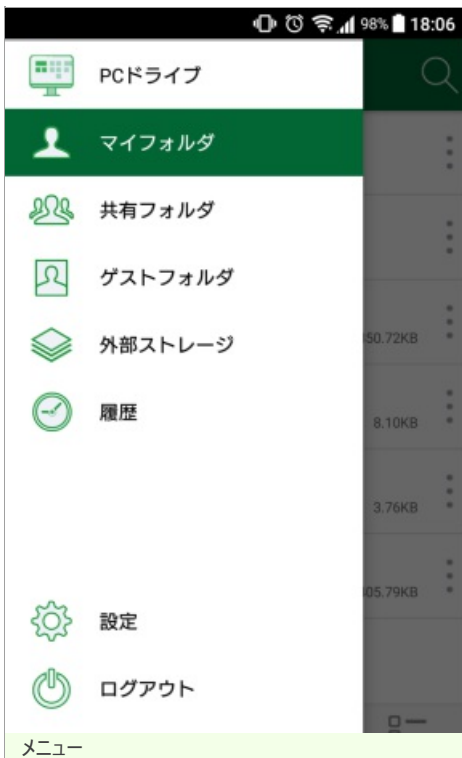 98% 18:06
PCドライブ
マイフォルダ
共有フォルダ
ゲストフォルダ
外部ストレージ
50.72KB
履歴
8.10KB
3.76KB
05.79KB
設定
ログアウト
メニュー